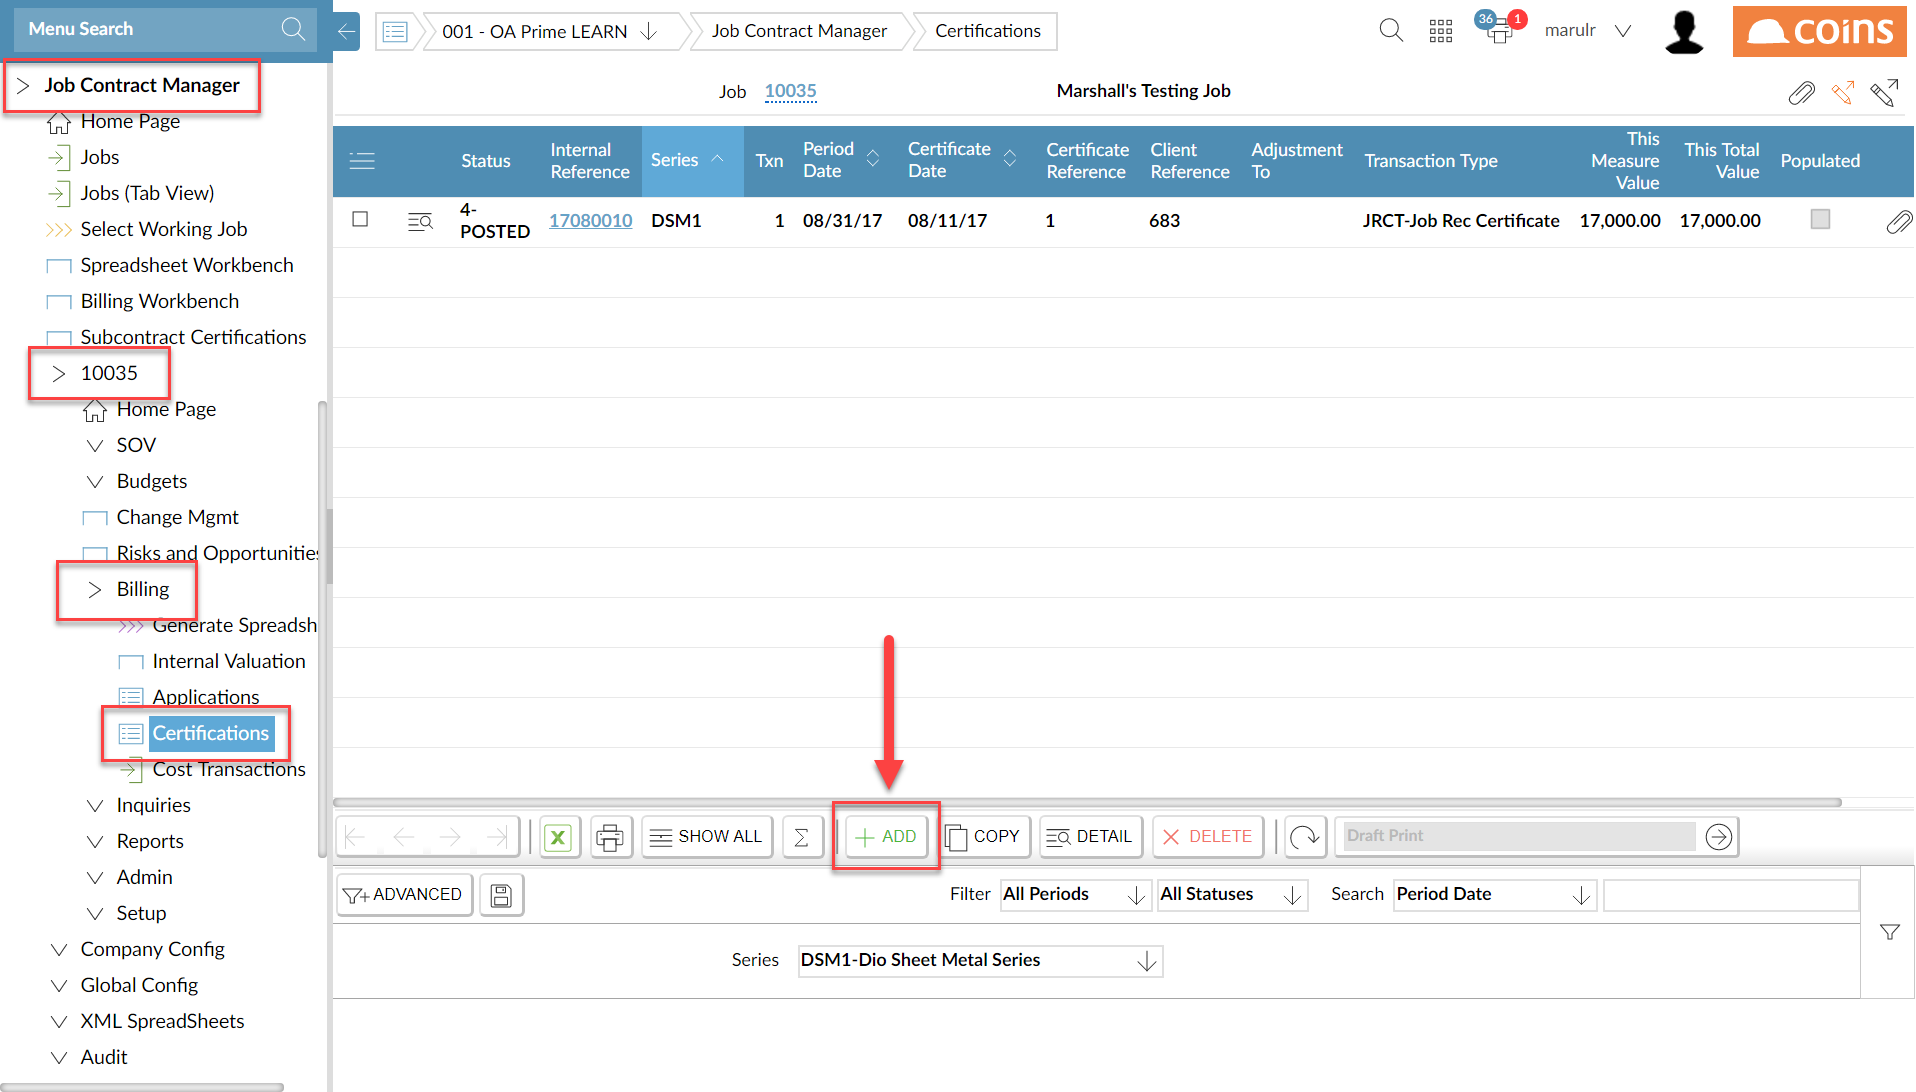 Menu Search
001 - OA Prime LEARN
Job Contract Manager
Certifications
36
1
marulr
coins
Job Contract Manager
Home Page
Jobs
Jobs (Tab View)
Select Working Job
Spreadsheet Workbench
Billing Workbench
Subcontract Certifications
10035
Home Page
SOV
Budgets
Change Mgmt
Risks and Opportunities
Billing
Generate Spreadsh
Internal Valuation
Applications
Certifications
Cost Transactions
Inquiries
Reports
Admin
Setup
Company Config
Global Config
XML SpreadSheets
Audit
Job 10035
Marshall's Testing Job
Status
Internal
Reference
Series
Txn
Period
Date
Certificate
Date
Certificate
Reference
Client
Reference
Adjustment
To
Transaction Type
This
Measure
Value
This Total
Value
Populated
4-
POSTED
17080010
DSM1
1
08/31/17
08/11/17
1
683
JRCT-Job Rec Certificate
17,000.00
17,000.00
SHOW ALL
Σ
ADD
COPY
DETAIL
DELETE
Draft Print
ADVANCED
Filter
All Periods
All Statuses
Search
Period Date
Series
DSM1-Dio Sheet Metal Series